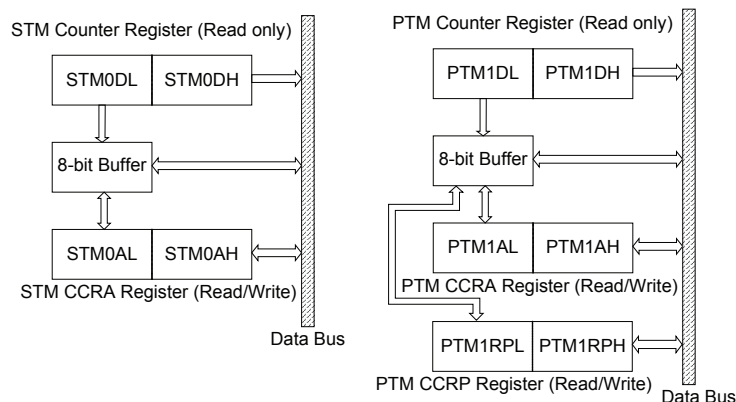 STM Counter Register (Read only)
STM0DL STM0DH
8-bit Buffer
STM0AL STM0AH
STM CCRA Register (Read/Write)
Data Bus
PTM Counter Register (Read only)
PTM1DL PTM1DH
8-bit Buffer
PTM1AL PTM1AH
PTM CCRA Register (Read/Write)
PTM1RPL PTM1RPH
PTM CCRP Register (Read/Write)
Data Bus